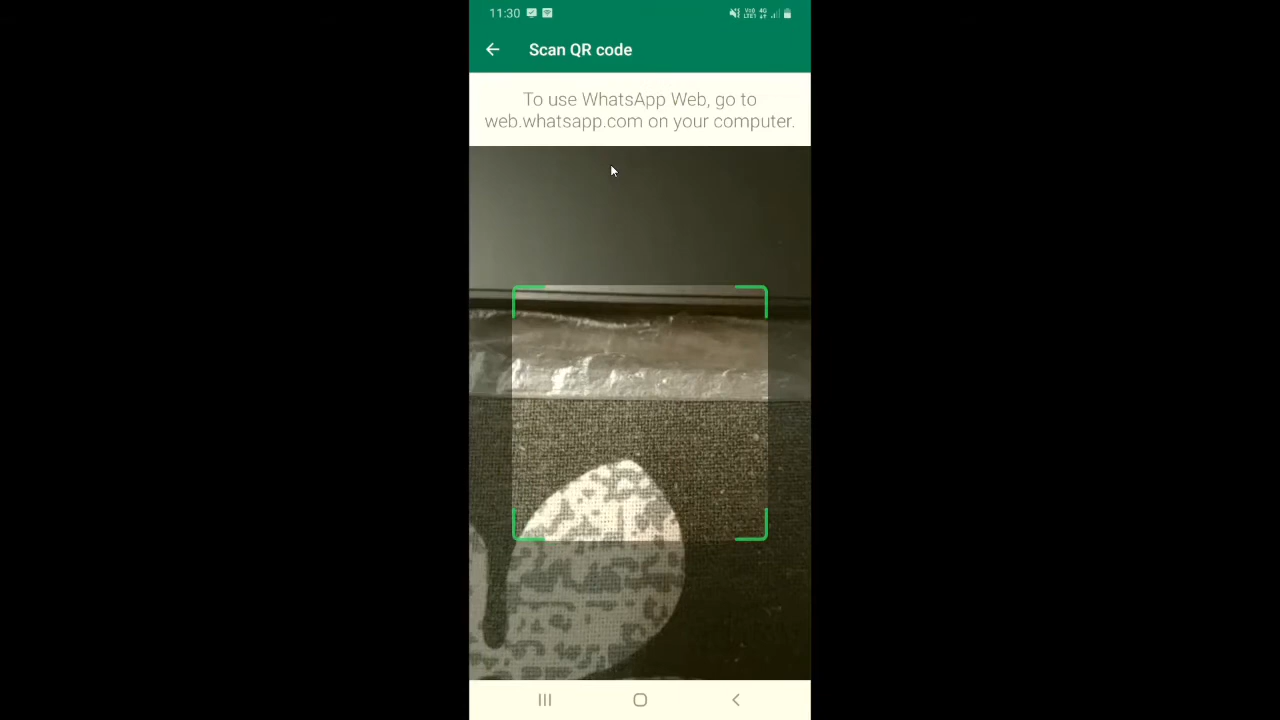 11:30
Scan QR code
To use WhatsApp Web, go to
web.whatsapp.com on your computer.